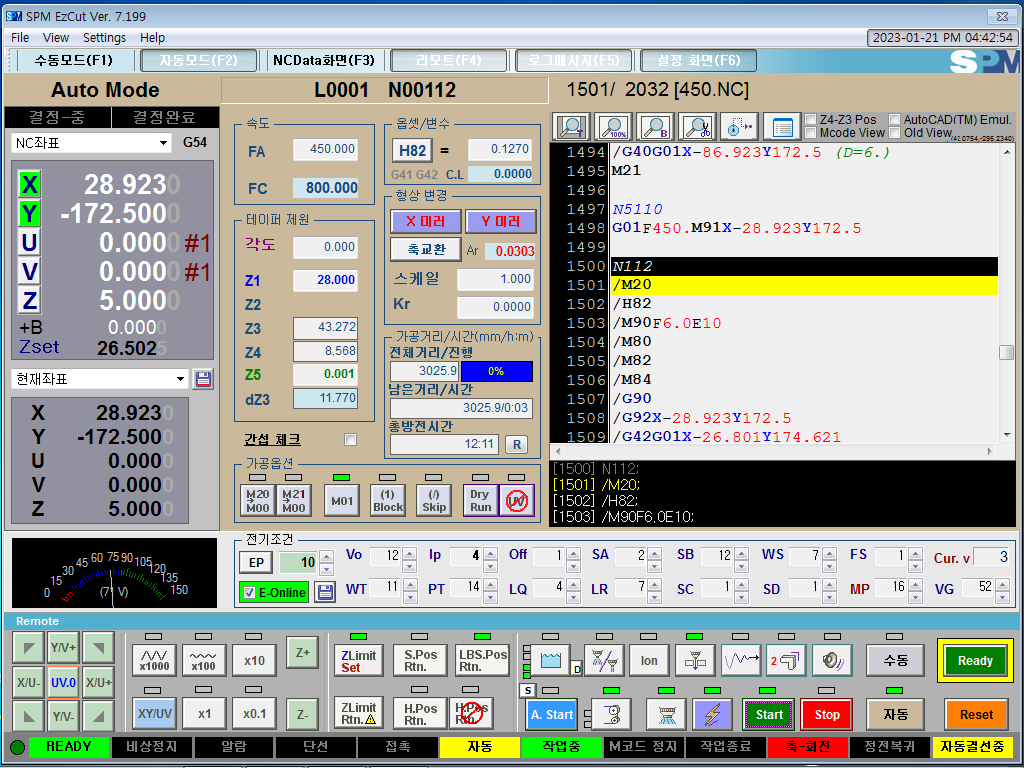 SPM EzCut Ver. 7.199
File View Settings Help
2023-01-21 PM 04:42:54
수동모드(F1) 자동모드(F2) NCData화면(F3) 리모트(F4) 로그메시지(F5) 설정 화면(F6) SPM
Auto Mode L0001 N00112 1501/ 2032 [450.NC]
결정-중 결정완료
NC좌표 G54
X 28.9230
Y -172.5000
U 0.0000 #1
V 0.0000 #1
Z 5.0000
+B 0.0000
Zset 26.5025
현재좌표
X 28.9230
Y -172.5000
U 0.0000
V 0.0000
Z 5.0000
속도
FA 450.000
FC 800.000
테이퍼 제원
각도 0.000
Z1 28.000
Z2
Z3 43.272
Z4 8.568
Z5 0.001
dZ3 11.770
간섭 체크
옵셋/변수
H82 = 0.1270
G41 G42 C.L 0.0000
형상 변경
X 미러 Y 미러
축교환 Ar 0.0303
스케일 1.000
Kr 0.0000
가공거리/시간(mm/h:m)
전체거리/진행
3025.9 0%
남은거리/시간
3025.9/0:03
총방전시간
12:11 R
가공옵션
M20 M00 M21 M00 M01 (1) Block (/) Skip Dry Run UV
T 100% B
Z4-Z3 Pos AutoCAD(TM) Emul.
Mcode View Old View (41.0754,-295.2340)
1494 /G40G01X-86.923Y172.5 (D=6.)
1495 M21
1496
1497 N5110
1498 G01F450.M91X-28.923Y172.5
1499
1500 N112
1501 /M20
1502 /H82
1503 /M90F6.0E10
1504 /M80
1505 /M82
1506 /M84
1507 /G90
1508 /G92X-28.923Y172.5
1509 /G42G01X-26.801Y174.621
[1500] N112;
[1501] /M20;
[1502] /H82;
[1503] /M90F6.0E10;
0 15 30 45 60 75 90 105 120 135 150
(71 V)
전기조건
EP 10 Vo 12 Ip 4 Off 1 SA 2 SB 12 WS 7 FS 1 Cur. v 3
E-Online WT 11 PT 14 LQ 4 LR 7 SC 1 SD 1 MP 16 VG 52
Remote
Y/V+
X/U- UV.0 X/U+
Y/V-
x1000 x100 x10 Z+
XY/UV x1 x0.1 Z-
ZLimit Set S.Pos Rtn. LBS.Pos Rtn.
ZLimit Rtn. H.Pos Rtn. H.Pos Rtn.
D Ion 2 수동 Ready
S A. Start Start Stop 자동 Reset
READY 비상정지 알람 단선 접촉 자동 작업중 M코드 정지 작업종료 축-회전 정전복귀 자동결선중